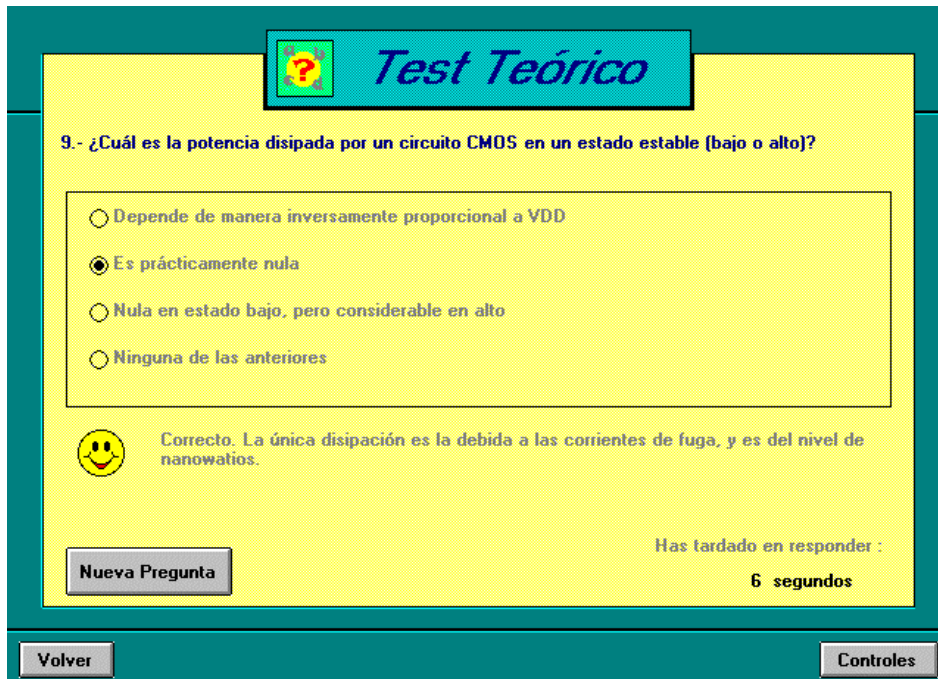 a b
? 
c d
Test Teórico
9.- ¿Cuál es la potencia disipada por un circuito CMOS en un estado estable (bajo o alto)?
Depende de manera inversamente proporcional a VDD
Es prácticamente nula
Nula en estado bajo, pero considerable en alto
Ninguna de las anteriores
Correcto. La única disipación es la debida a las corrientes de fuga, y es del nivel de
nanowatios.
Has tardado en responder :
Nueva Pregunta
6 segundos
Volver
Controles